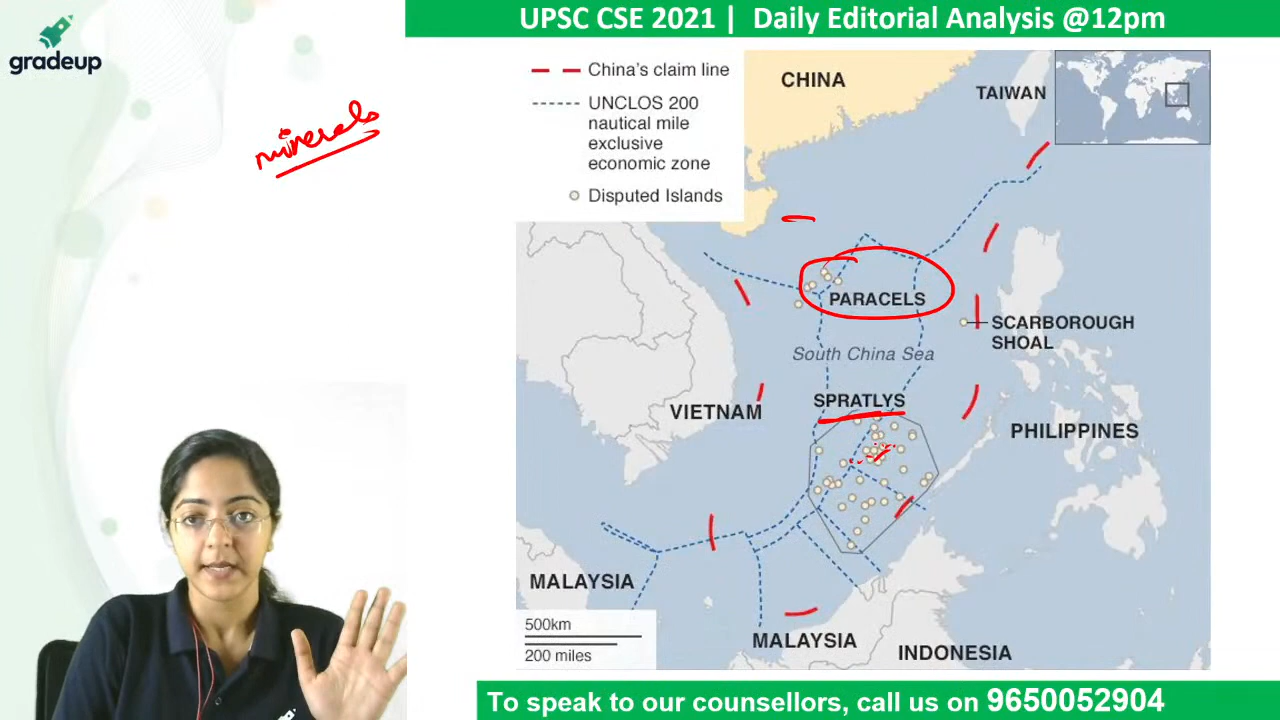 UPSC CSE 2021 | Daily Editorial Analysis @12pm
gradeup
minerals
China's claim line
UNCLOS 200
nautical mile
exclusive
economic zone
Disputed Islands
CHINA
TAIWAN
PARACELS
SCARBOROUGH
SHOAL
South China Sea
SPRATLYS
VIETNAM
PHILIPPINES
MALAYSIA
500km
200 miles
MALAYSIA
INDONESIA
To speak to our counsellors, call us on 9650052904